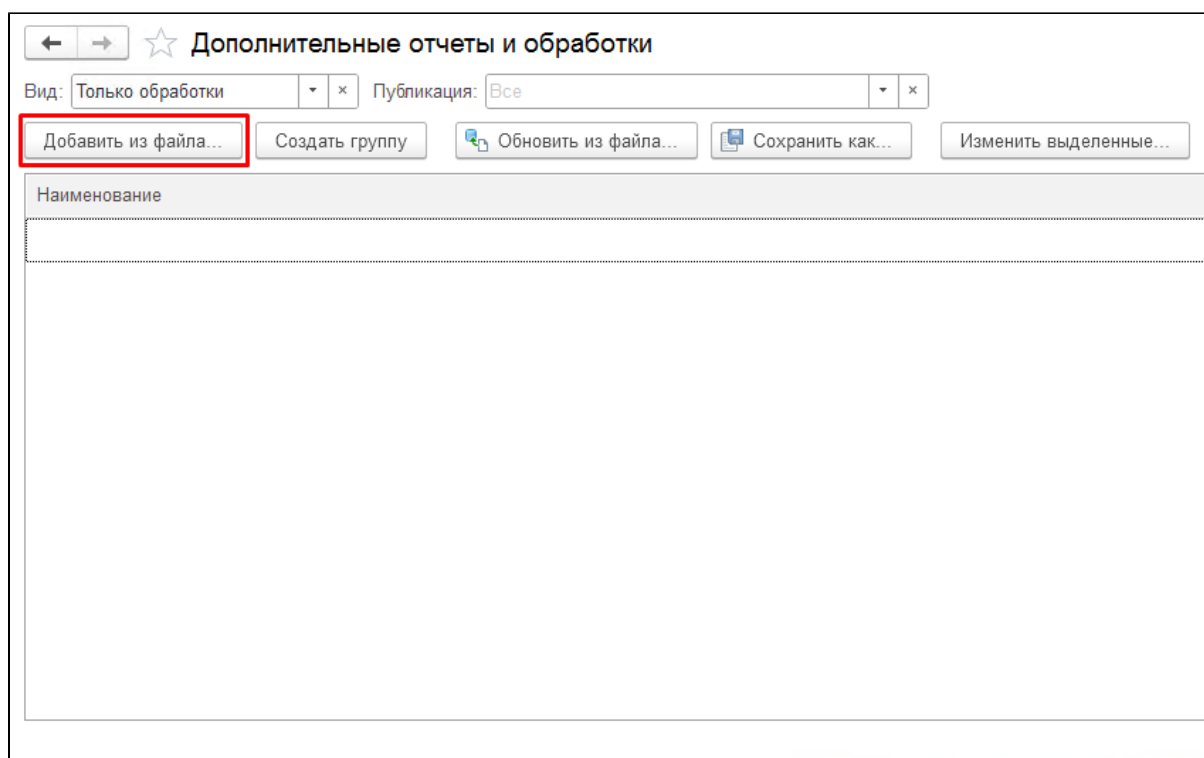 Дополнительные отчеты и обработки
Вид: Только обработки Публикация: Все
Добавить из файла... Создать группу Обновить из файла... Сохранить как... Изменить выделенные...
Наименование